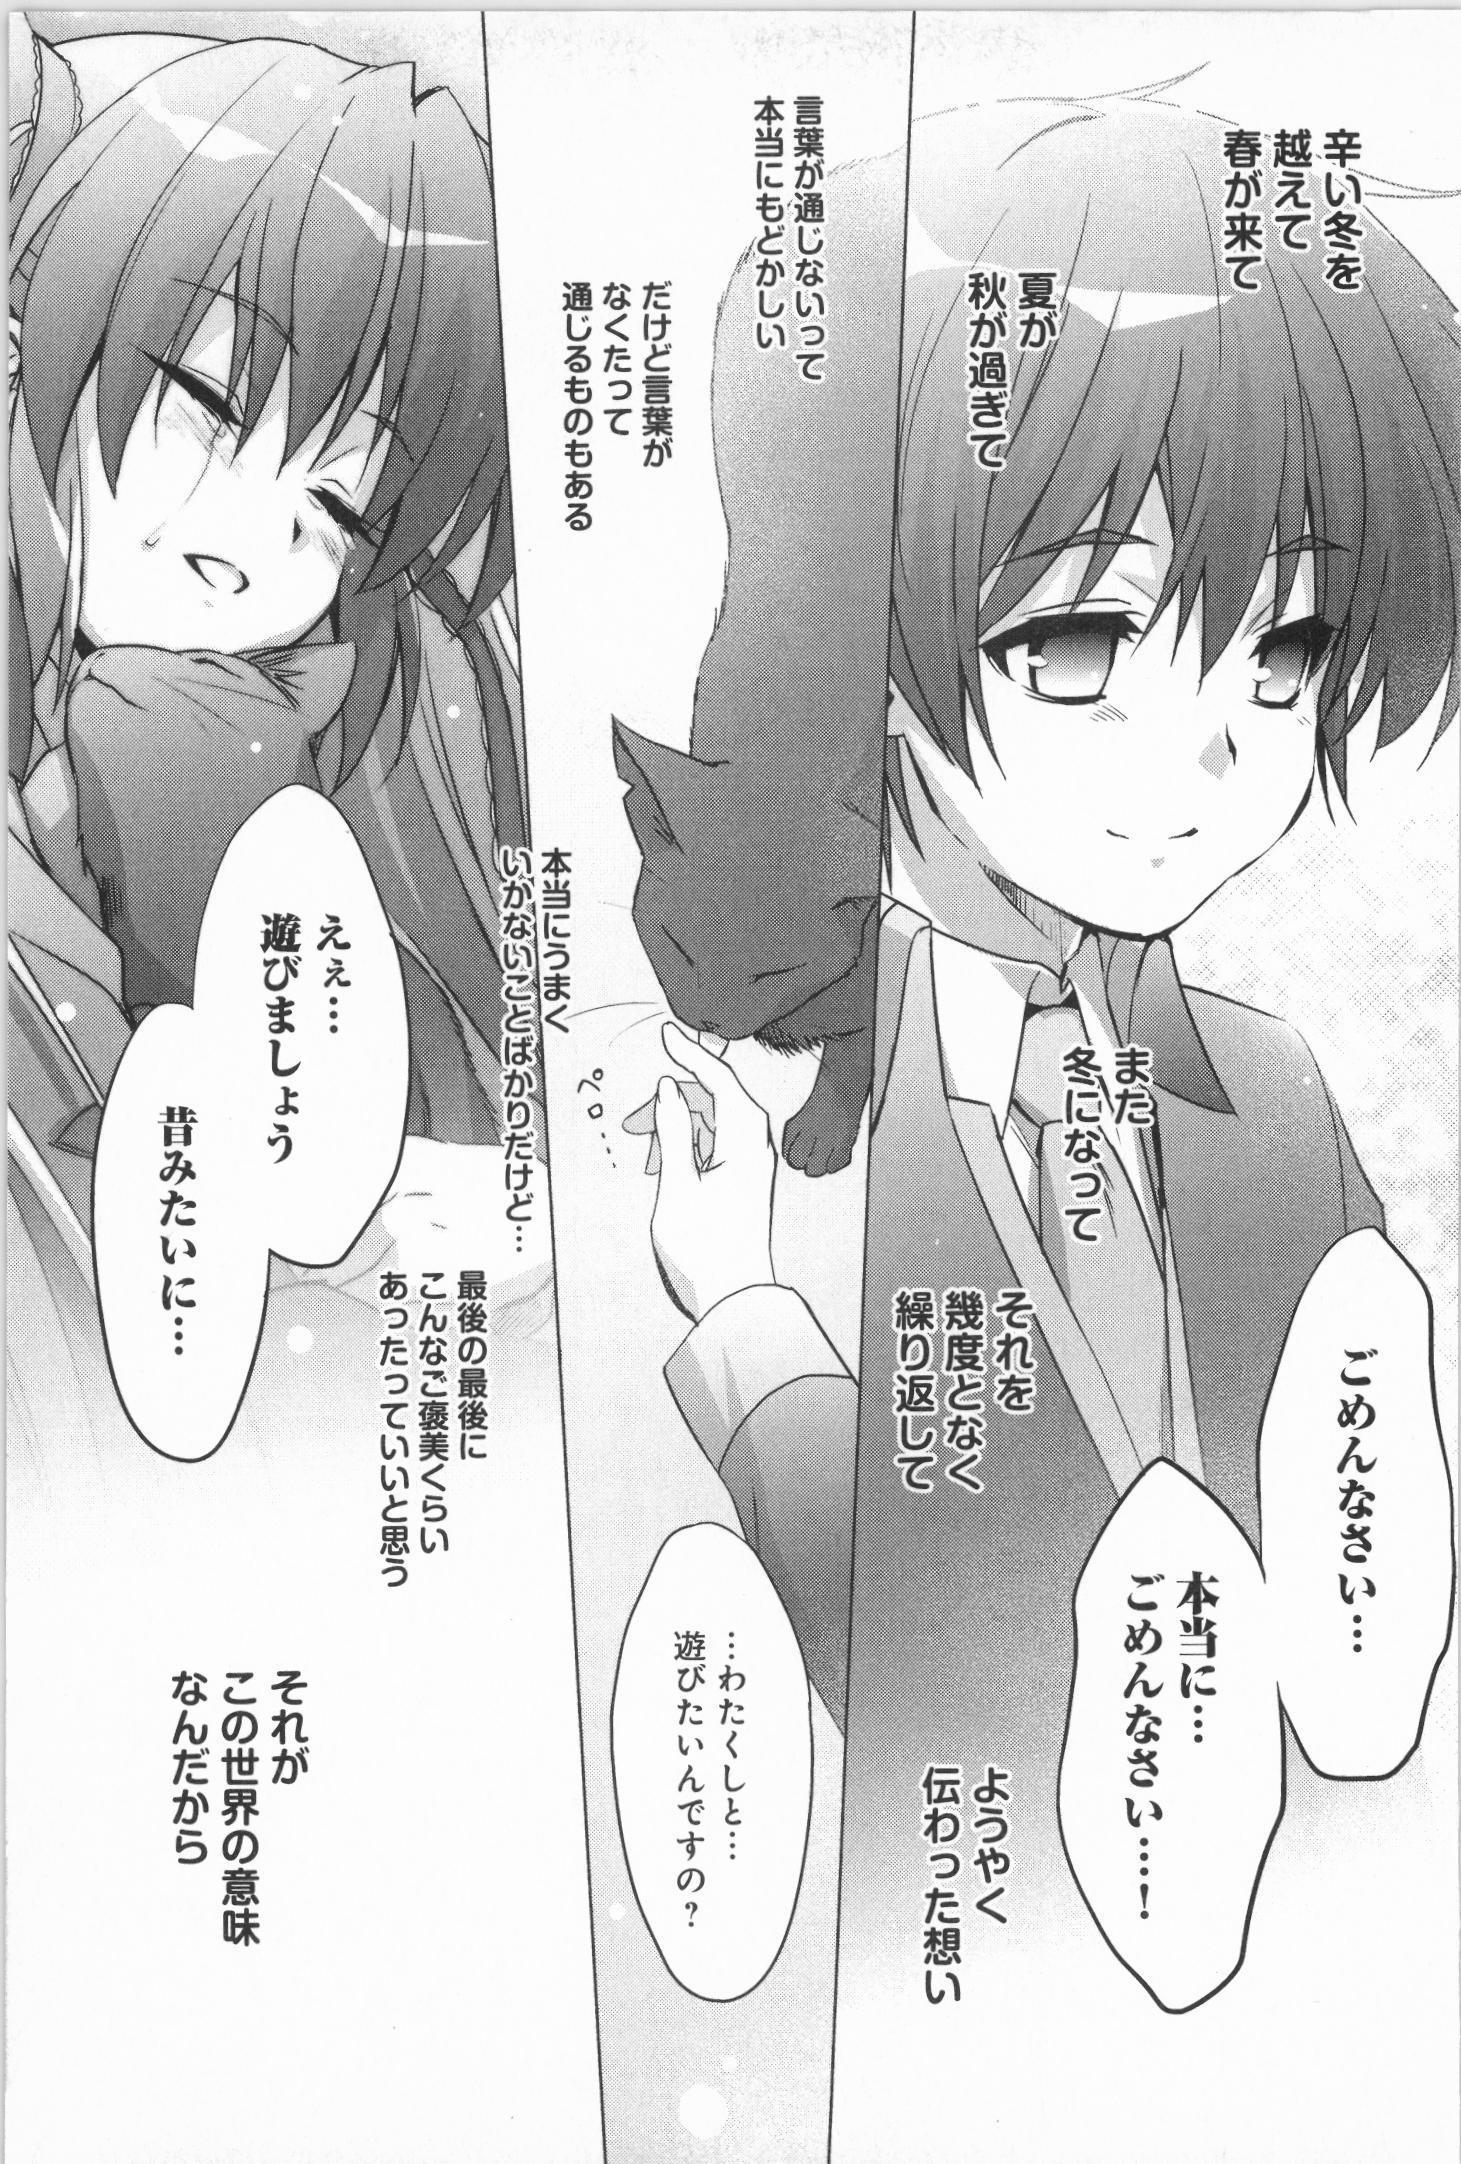 辛い冬を
越えて
春が来て
夏が
秋が過ぎて
また
冬になって
それを
幾度となく
繰り返して
ごめんなさい…
本当に…
ごめんなさい……!
ようやく
伝わった想い
言葉が通じないって
本当にもどかしい
だけど言葉が
なくたって
通じるものもある
ペロ…
…わたくしと…
遊びたいんですの?
本当にうまく
いかないことばかりだけど…
最後の最後に
こんなご褒美くらい
あったっていいと思う
えぇ…
遊びましょう
昔みたいに…
それが
この世界の意味
なんだから